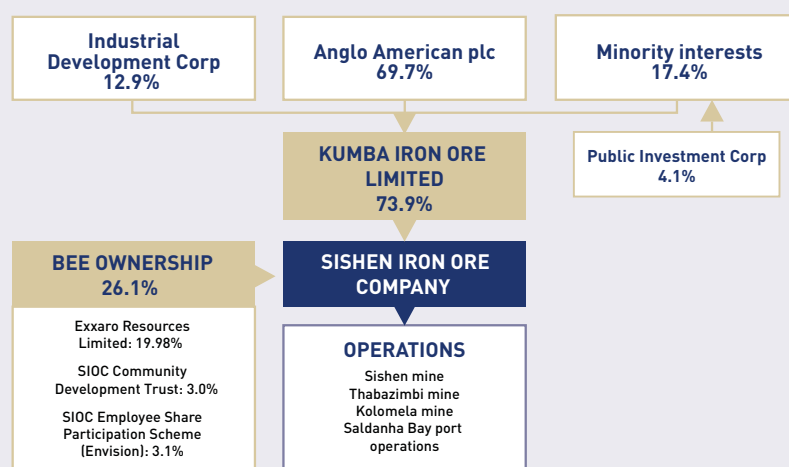 Industrial
Development Corp
12.9%
Anglo American plc
69.7%
Minority interests
17.4%
KUMBA IRON ORE
LIMITED
73.9%
Public Investment Corp
4.1%
BEE OWNERSHIP
26.1%
SISHEN IRON ORE
COMPANY
Exxaro Resources
Limited: 19.98%
SIOC Community
Development Trust: 3.0%
SIOC Employee Share
Participation Scheme
(Envision): 3.1%
OPERATIONS
Sishen mine
Thabazimbi mine
Kolomela mine
Saldanha Bay port
operations